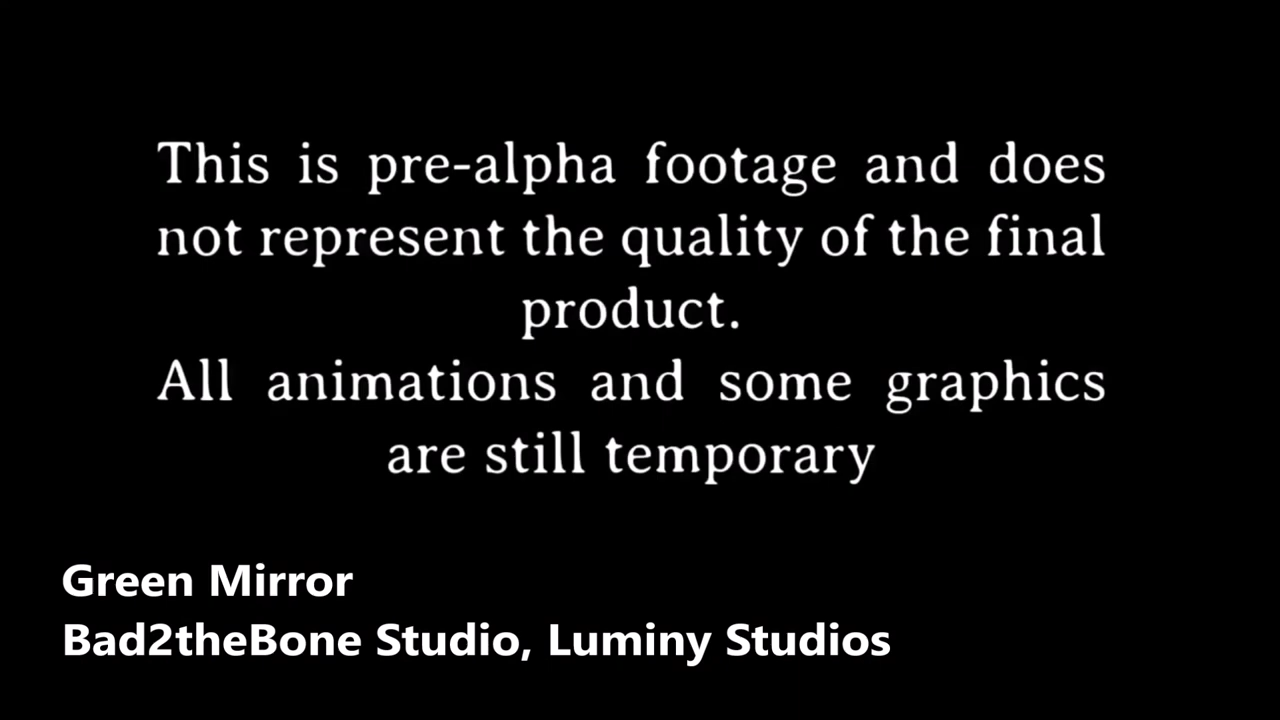 This is pre-alpha footage and does
not represent the quality of the final
product.
All animations and some graphics
are still temporary
Green Mirror
Bad2theBone Studio, Luminy Studios